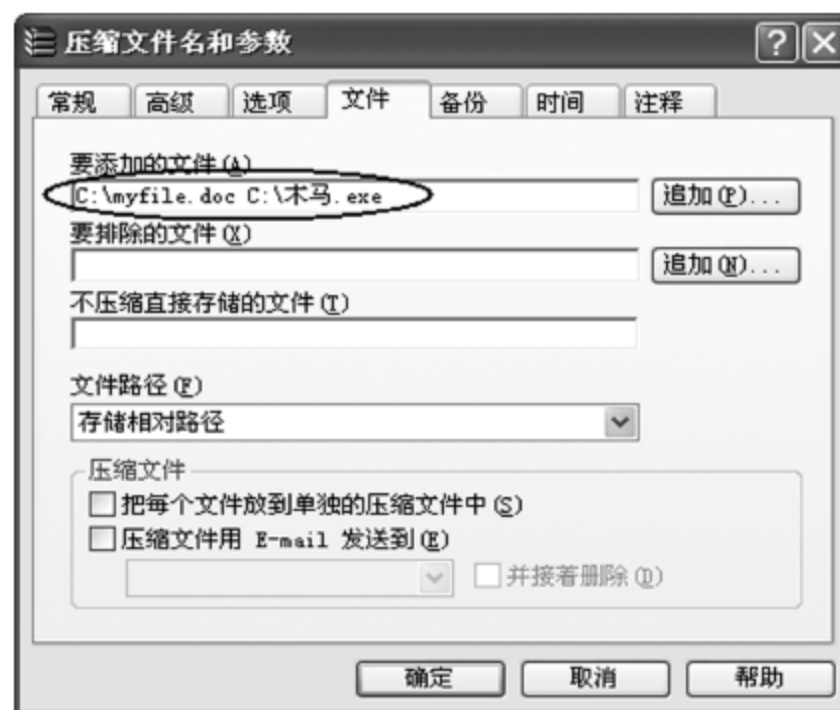 压缩文件名和参数
常规 高级 选项 文件 备份 时间 注释
要添加的文件(A)
C:\myfile.doc C:\木马.exe 追加(P)...
要排除的文件(X)
追加(N)...
不压缩直接存储的文件(T)
文件路径(F)
存储相对路径
压缩文件
把每个文件放到单独的压缩文件中(S)
压缩文件用 E-mail 发送到(E)
并接着删除(D)
确定 取消 帮助